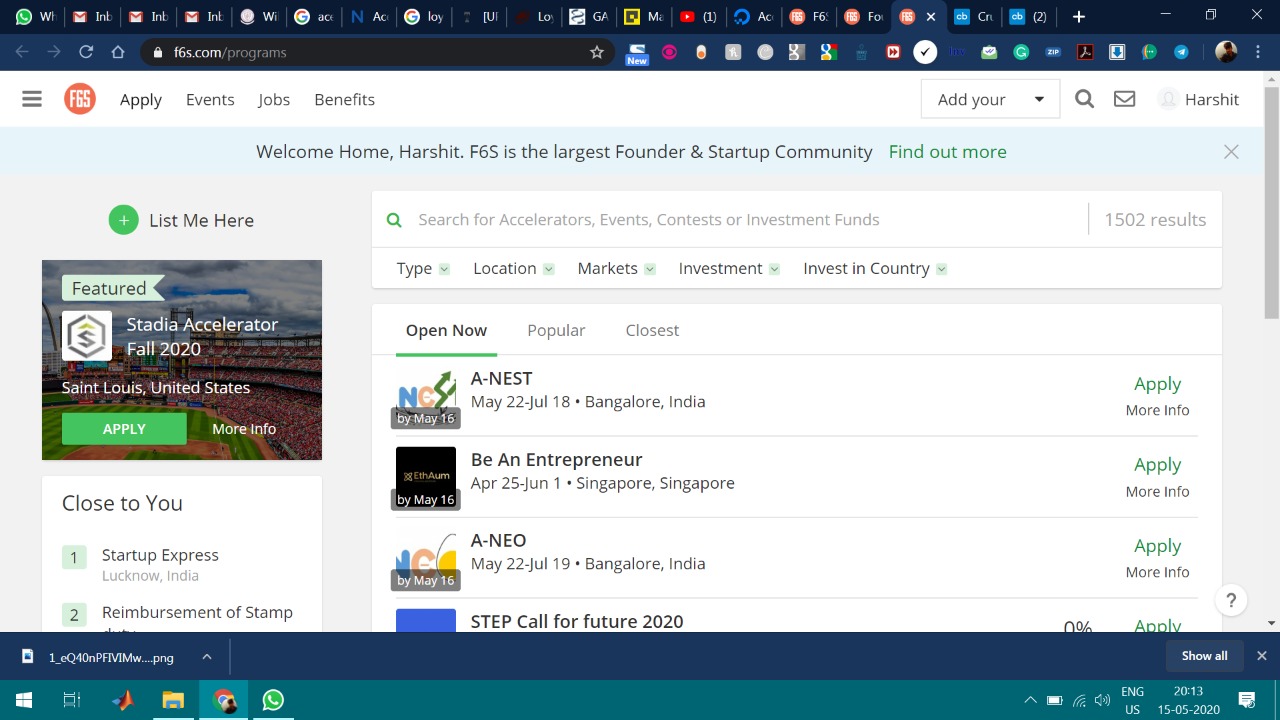 Wh
Inb
Inb
Inb
Wi
ace
Acc
loy
[UF
Loy
GA
Ma
(1)
Ac
F6S
Fou
Cru
(2)
f6s.com/programs
New
ZIP
F6S
Apply
Events
Jobs
Benefits
Add your
Harshit
Welcome Home, Harshit. F6S is the largest Founder & Startup Community Find out more
List Me Here
Search for Accelerators, Events, Contests or Investment Funds
1502 results
Type
Location
Markets
Investment
Invest in Country
Featured
Stadia Accelerator
Fall 2020
Saint Louis, United States
APPLY
More Info
Close to You
1 Startup Express
Lucknow, India
2 Reimbursement of Stamp
duty
Open Now
Popular
Closest
A-NEST
May 22-Jul 18 • Bangalore, India
by May 16
Apply
More Info
Be An Entrepreneur
EthAum
Apr 25-Jun 1 • Singapore, Singapore
by May 16
Apply
More Info
A-NEO
May 22-Jul 19 • Bangalore, India
by May 16
Apply
More Info
STEP Call for future 2020
0%
Apply
?
1_eQ40nPFIVIMw....png
Show all
ENG
US
20:13
15-05-2020